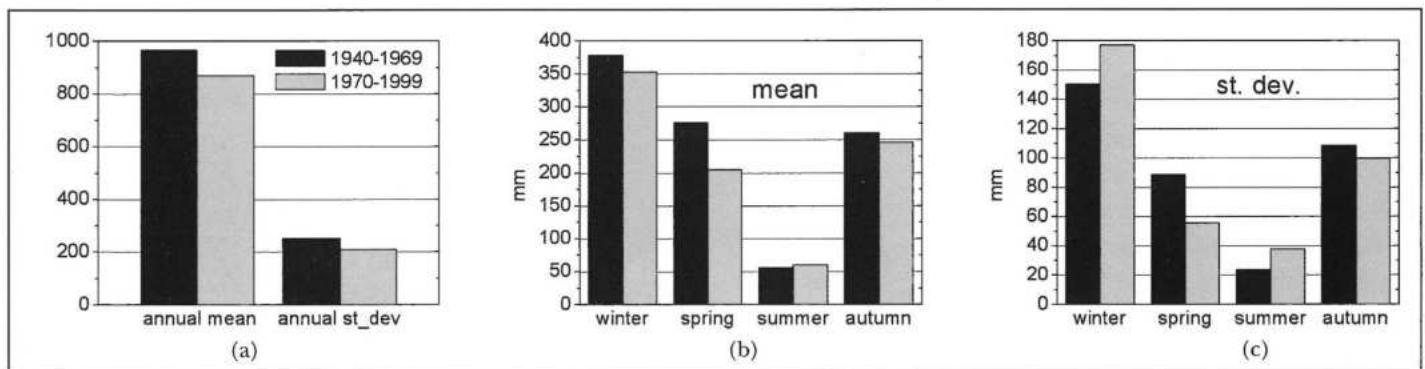 1000
800
600
400
200
0
1940-1969
1970-1999
annual mean annual st_dev
(a)
400
350
300
250
200
150
100
50
0
mm
mean
winter spring summer autumn
(b)
180
160
140
120
100
80
60
40
20
0
mm
st. dev.
winter spring summer autumn
(c)